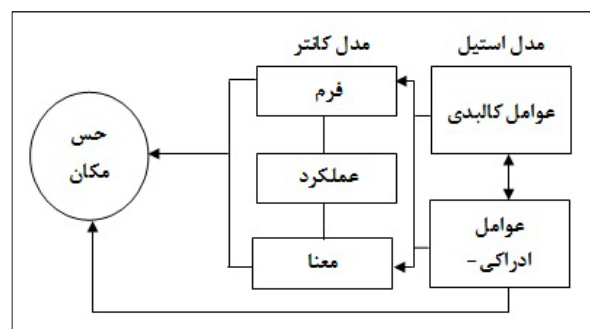 مدل استیل
مدل کانتر
عوامل کالبدی
فرم
حس
مکان
عملکرد
عوامل
ادراکی -
معنا